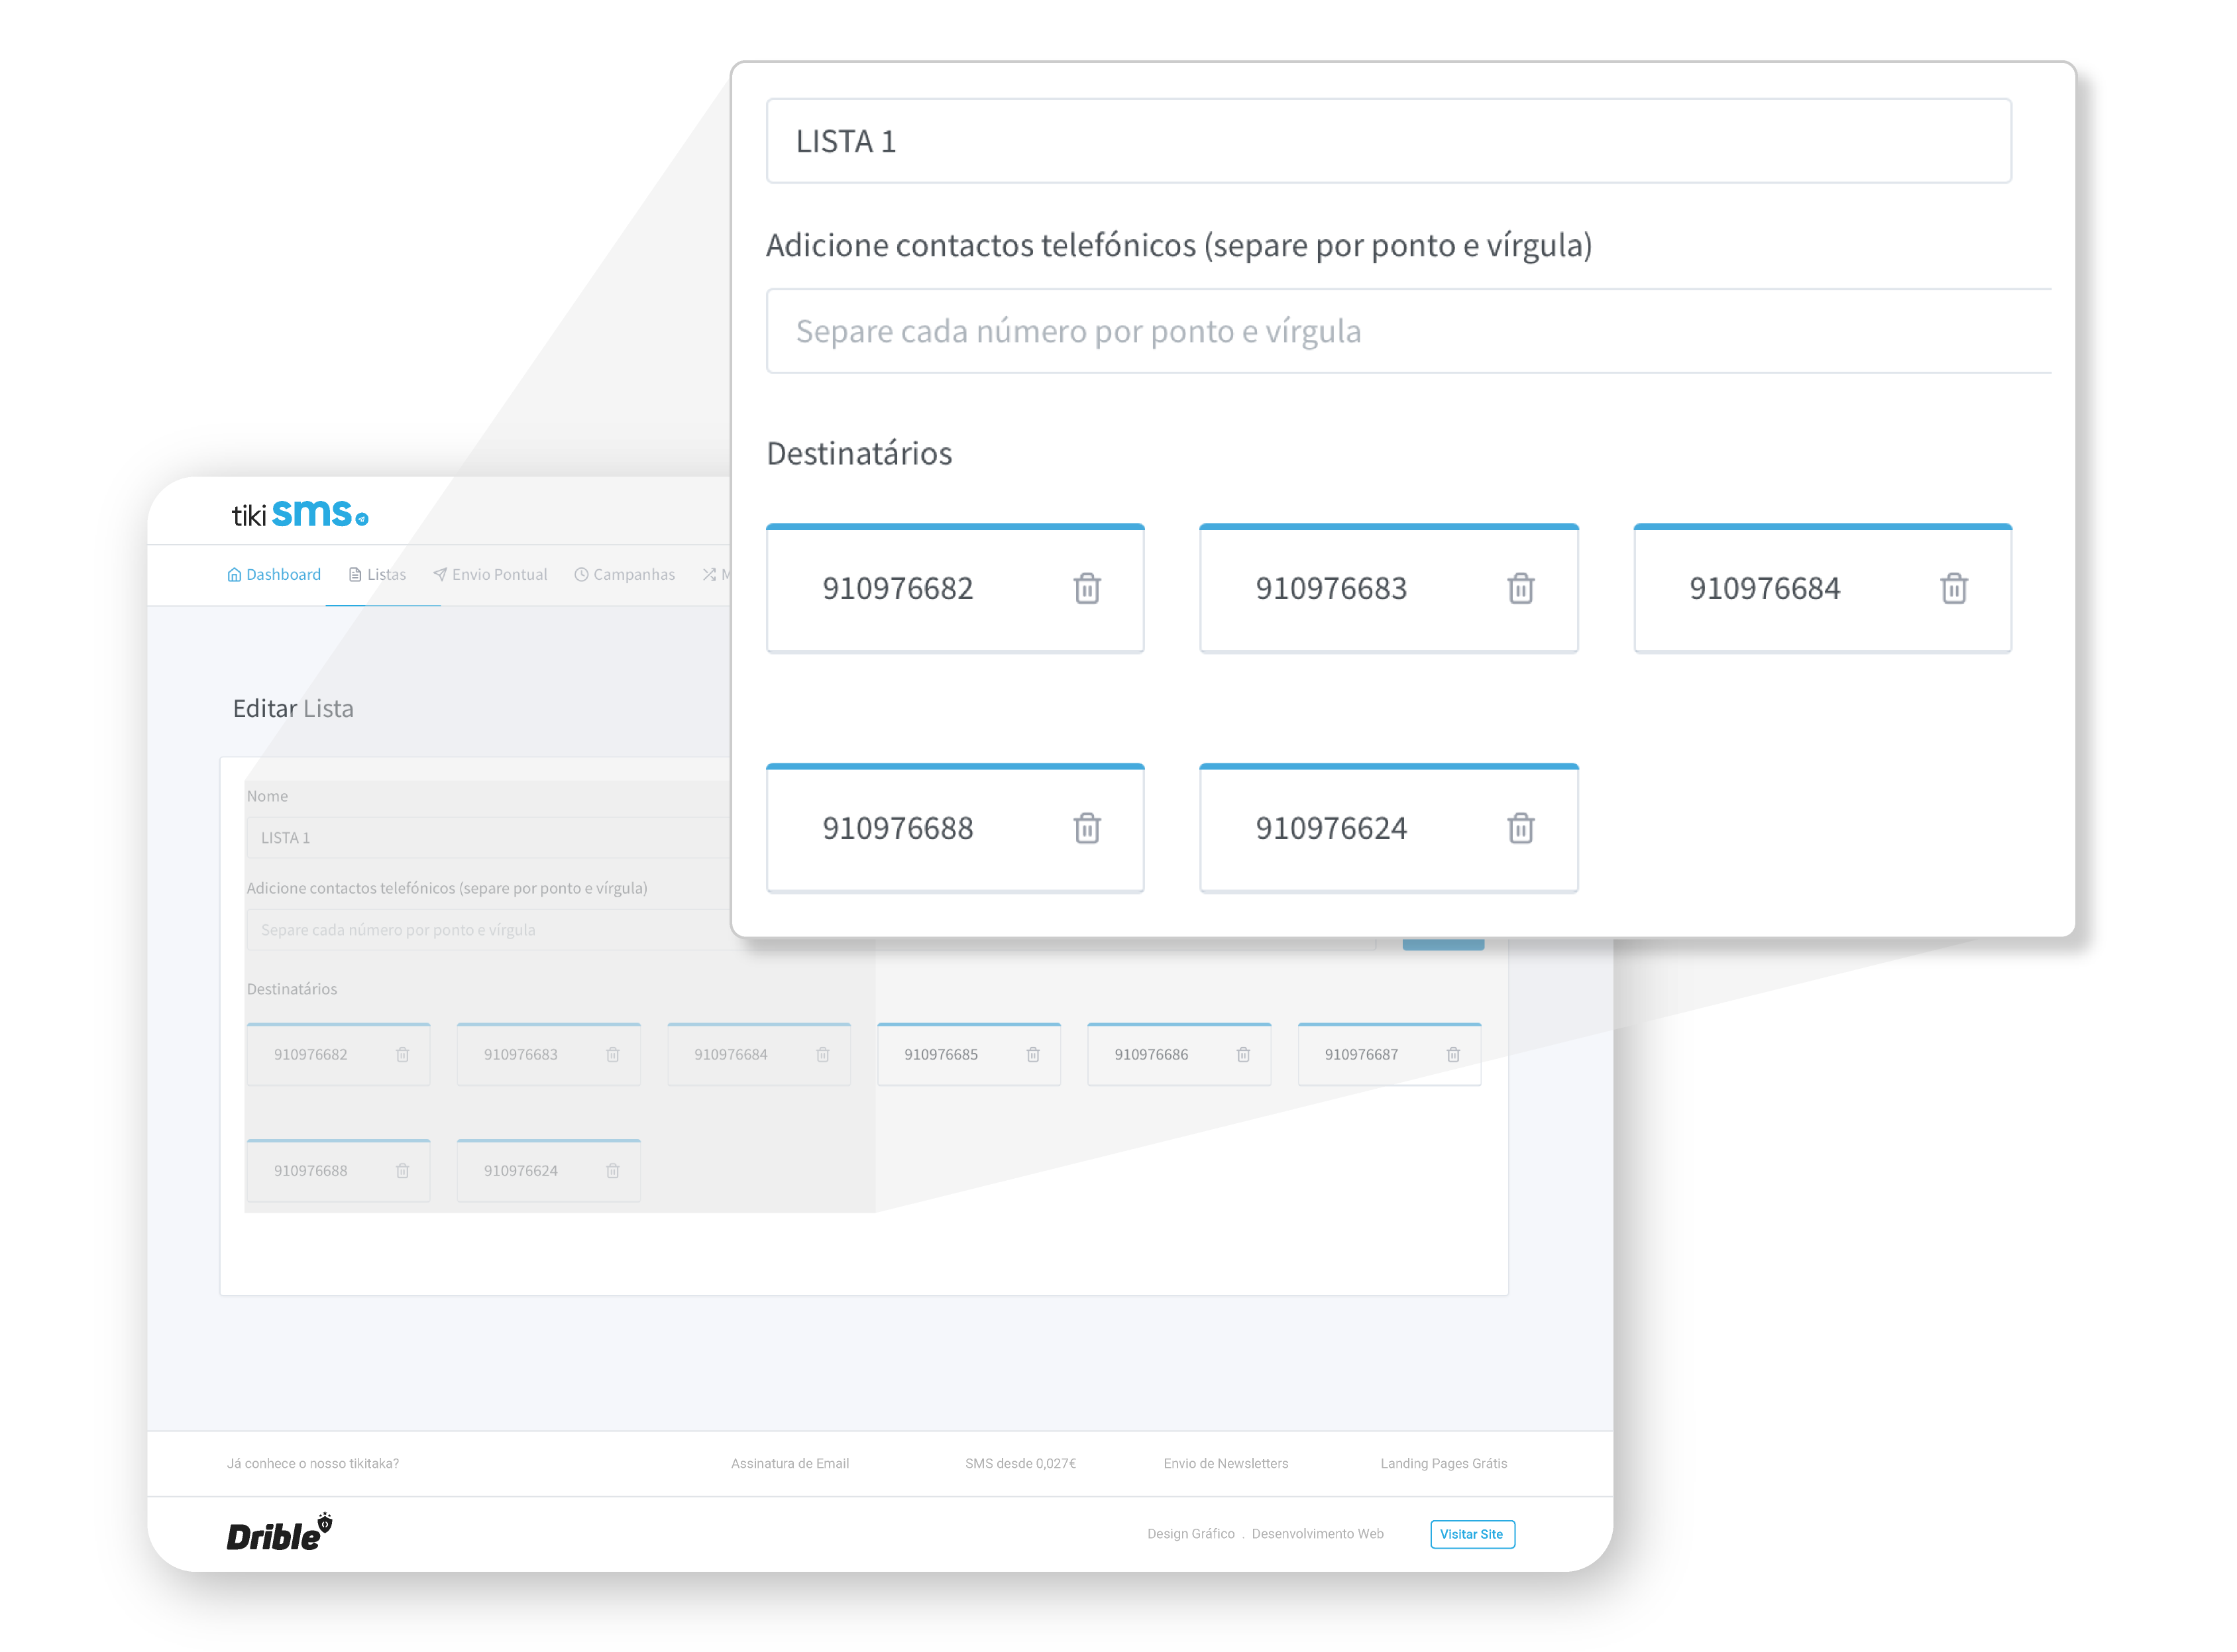 LISTA 1
Adicione contactos telefónicos (separe por ponto e vírgula)
Separe cada número por ponto e vírgula
Destinatários
910976682 910976683 910976684
910976688 910976624
tiki sms.
Dashboard Listas Envio Pontual Campanhas M
Editar Lista
Nome
LISTA 1
Adicione contactos telefónicos (separe por ponto e vírgula)
Separe cada número por ponto e vírgula
Destinatários
910976682 910976683 910976684 910976685 910976686 910976687
910976688 910976624
Já conhece o nosso tikitaka? Assinatura de Email SMS desde 0,027€ Envio de Newsletters Landing Pages Grátis
Drible Design Gráfico . Desenvolvimento Web Visitar Site